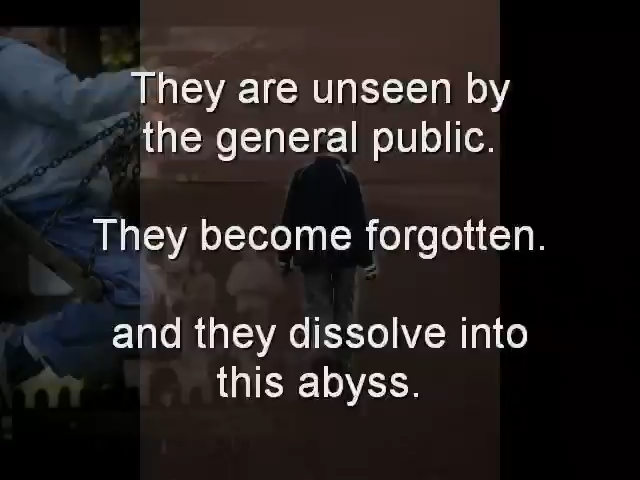 They are unseen by
the general public.
They become forgotten.
and they dissolve into
this abyss.